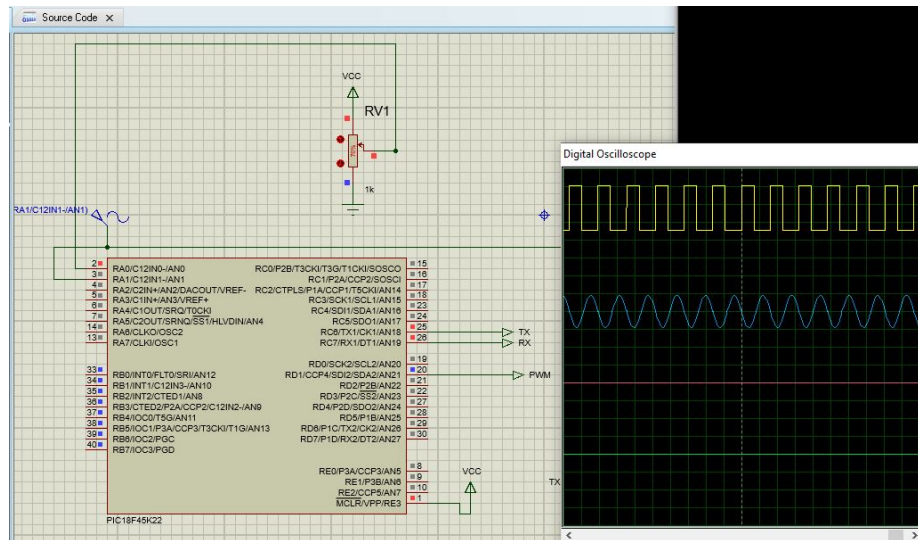 Source Code
VCC
RV1
70%
1k
Digital Oscilloscope
RA1/C12IN1-/AN1)
2 RA0/C12IN0-/AN0
3 RA1/C12IN1-/AN1
4 RA2/C2IN+/AN2/DACOUT/VREF-
5 RA3/C1IN+/AN3/VREF+
6 RA4/C1OUT/SRQ/T0CKI
7 RA5/C2OUT/SRNQ/SS1/HLVDIN/AN4
14 RA6/CLKO/OSC2
13 RA7/CLKI/OSC1
33 RB0/INT0/FLT0/SRI/AN12
34 RB1/INT1/C12IN3-/AN10
35 RB2/INT2/CTED1/AN8
36 RB3/CTED2/P2A/CCP2/C12IN2-/AN9
37 RB4/IOC0/T5G/AN11
38 RB5/IOC1/P3A/CCP3/T3CKI/T1G/AN13
39 RB6/IOC2/PGC
40 RB7/IOC3/PGD
RC0/P2B/T3CKI/T3G/T1CKI/SOSCO 15
RC1/P2A/CCP2/SOSCI 16
RC2/CTPLS/P1A/CCP1/T5CKI/AN14 17
RC3/SCK1/SCL1/AN15 18
RC4/SDI1/SDA1/AN16 23
RC5/SDO1/AN17 24
RC6/TX1/CK1/AN18 25 TX
RC7/RX1/DT1/AN19 26 RX
RD0/SCK2/SCL2/AN20 19
RD1/CCP4/SDI2/SDA2/AN21 20 PWM
RD2/P2B/AN22 21
RD3/P2C/SS2/AN23 22
RD4/P2D/SDO2/AN24 27
RD5/P1B/AN25 28
RD6/P1C/TX2/CK2/AN26 29
RD7/P1D/RX2/DT2/AN27 30
RE0/P3A/CCP3/AN5 8
RE1/P3B/AN6 9
RE2/CCP5/AN7 10
MCLR/VPP/RE3 1
VCC
TX
PIC18F45K22